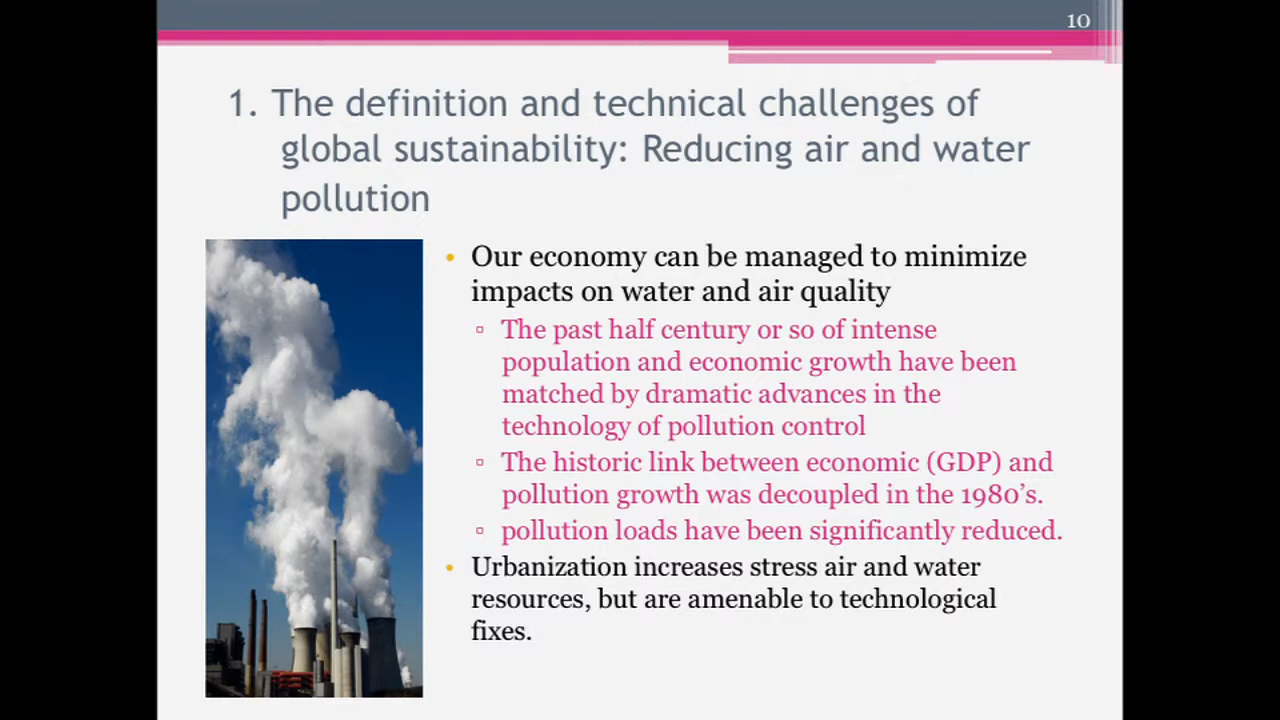 10
1. The definition and technical challenges of
global sustainability: Reducing air and water
pollution
• Our economy can be managed to minimize
impacts on water and air quality
▫ The past half century or so of intense
population and economic growth have been
matched by dramatic advances in the
technology of pollution control
▫ The historic link between economic (GDP) and
pollution growth was decoupled in the 1980's.
▫ pollution loads have been significantly reduced.
• Urbanization increases stress air and water
resources, but are amenable to technological
fixes.